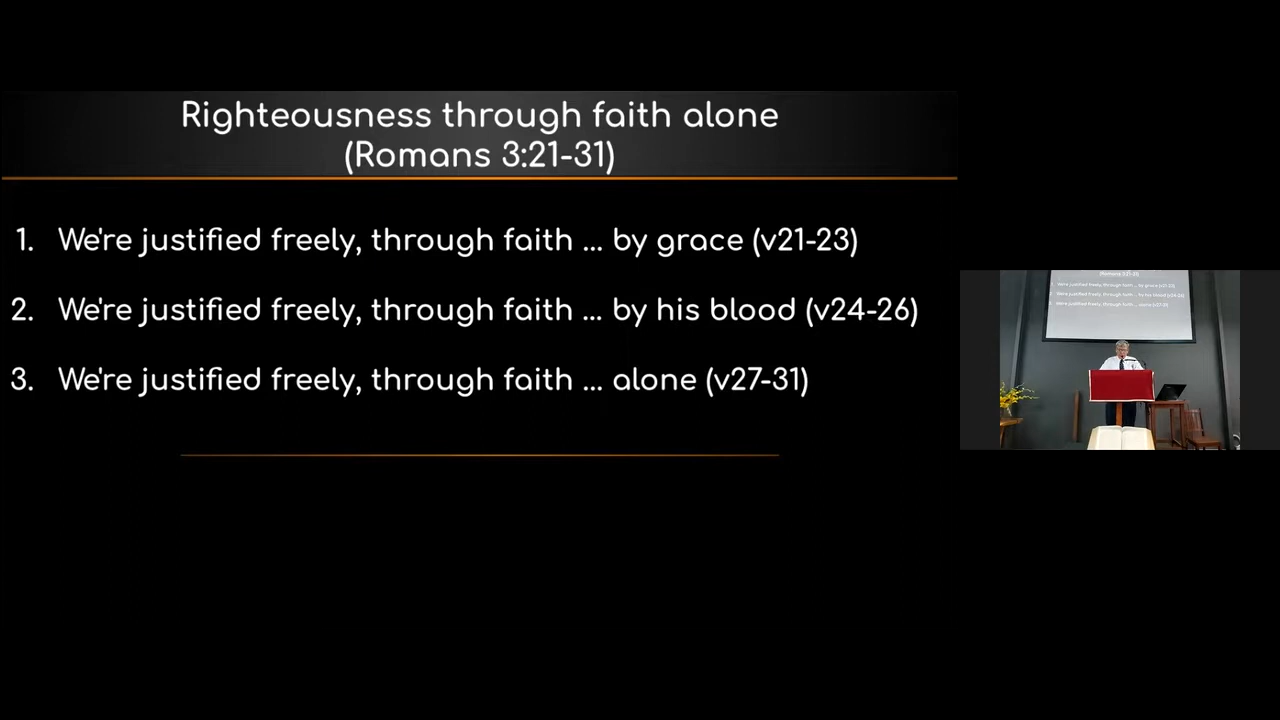 Righteousness through faith alone
(Romans 3:21-31)
1. We're justified freely, through faith ... by grace (v21-23)
2. We're justified freely, through faith ... by his blood (v24-26)
3. We're justified freely, through faith ... alone (v27-31)